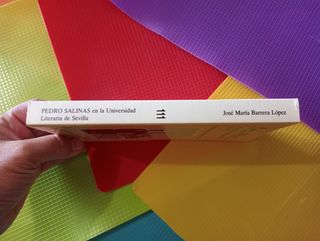 PEDRO SALINAS en la Universidad
Literaria de Sevilla
José María Barrera López